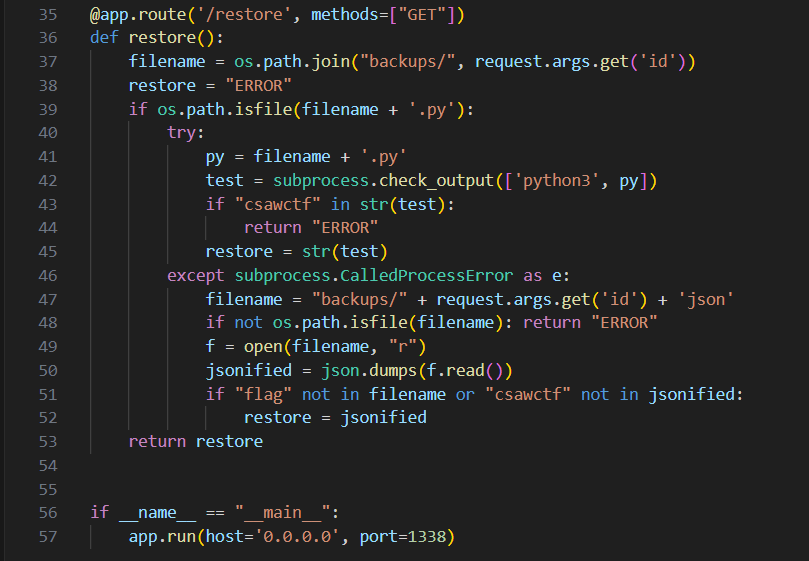 35 @app.route('/restore', methods=["GET"])
36 def restore():
37     filename = os.path.join("backups/", request.args.get('id'))
38     restore = "ERROR"
39     if os.path.isfile(filename + '.py'):
40         try:
41             py = filename + '.py'
42             test = subprocess.check_output(['python3', py])
43             if "csawctf" in str(test):
44                 return "ERROR"
45             restore = str(test)
46         except subprocess.CalledProcessError as e:
47             filename = "backups/" + request.args.get('id') + 'json'
48             if not os.path.isfile(filename): return "ERROR"
49             f = open(filename, "r")
50             jsonified = json.dumps(f.read())
51             if "flag" not in filename or "csawctf" not in jsonified:
52                 restore = jsonified
53     return restore
54
55
56 if __name__ == "__main__":
57     app.run(host='0.0.0.0', port=1338)